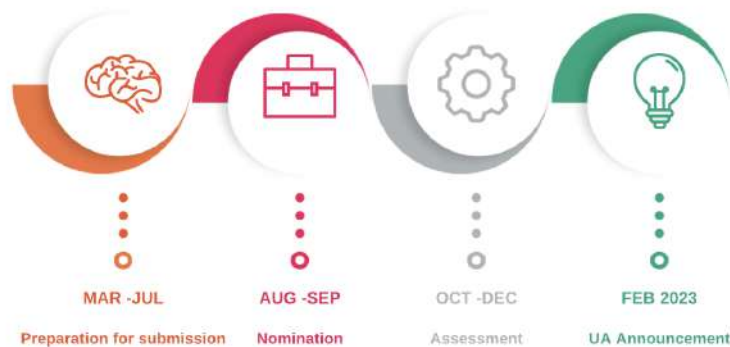 MAR -JUL
AUG -SEP
OCT -DEC
FEB 2023
Preparation for submission
Nomination
Assessment
UA Announcement